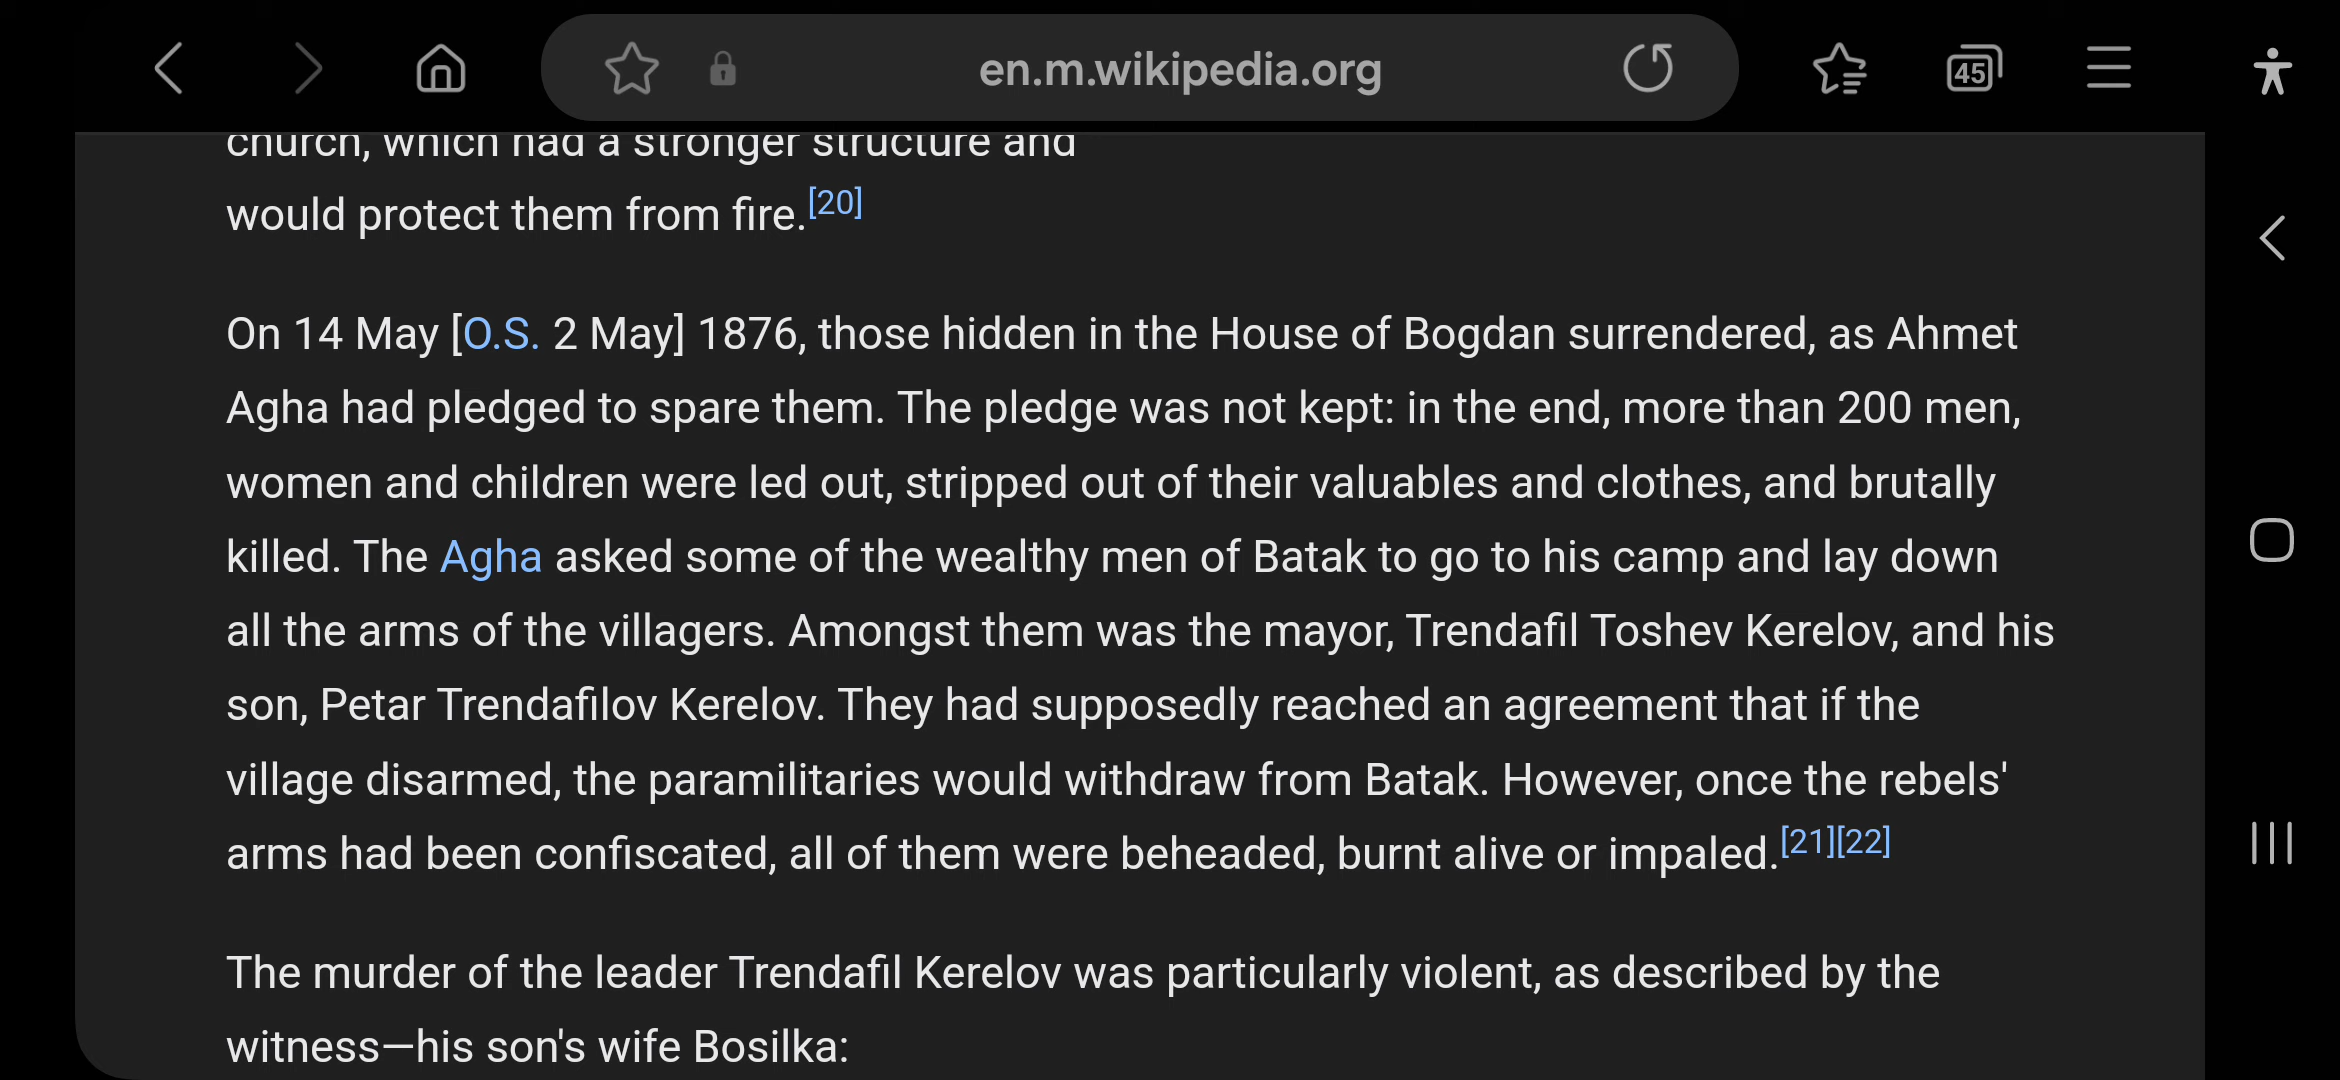 en.m.wikipedia.org
45
church, which had a stronger structure and
would protect them from fire.[20]
On 14 May [O.S. 2 May] 1876, those hidden in the House of Bogdan surrendered, as Ahmet
Agha had pledged to spare them. The pledge was not kept: in the end, more than 200 men,
women and children were led out, stripped out of their valuables and clothes, and brutally
killed. The Agha asked some of the wealthy men of Batak to go to his camp and lay down
all the arms of the villagers. Amongst them was the mayor, Trendafil Toshev Kerelov, and his
son, Petar Trendafilov Kerelov. They had supposedly reached an agreement that if the
village disarmed, the paramilitaries would withdraw from Batak. However, once the rebels'
arms had been confiscated, all of them were beheaded, burnt alive or impaled.[21][22]
The murder of the leader Trendafil Kerelov was particularly violent, as described by the
witness—his son's wife Bosilka: